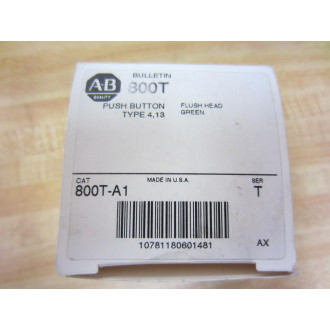 A-B
QUALITY
BULLETIN
800T
PUSH BUTTON
TYPE 4,13
FLUSH HEAD
GREEN
CAT
800T-A1
MADE IN U.S.A.
SER
T
10781180601481
AX